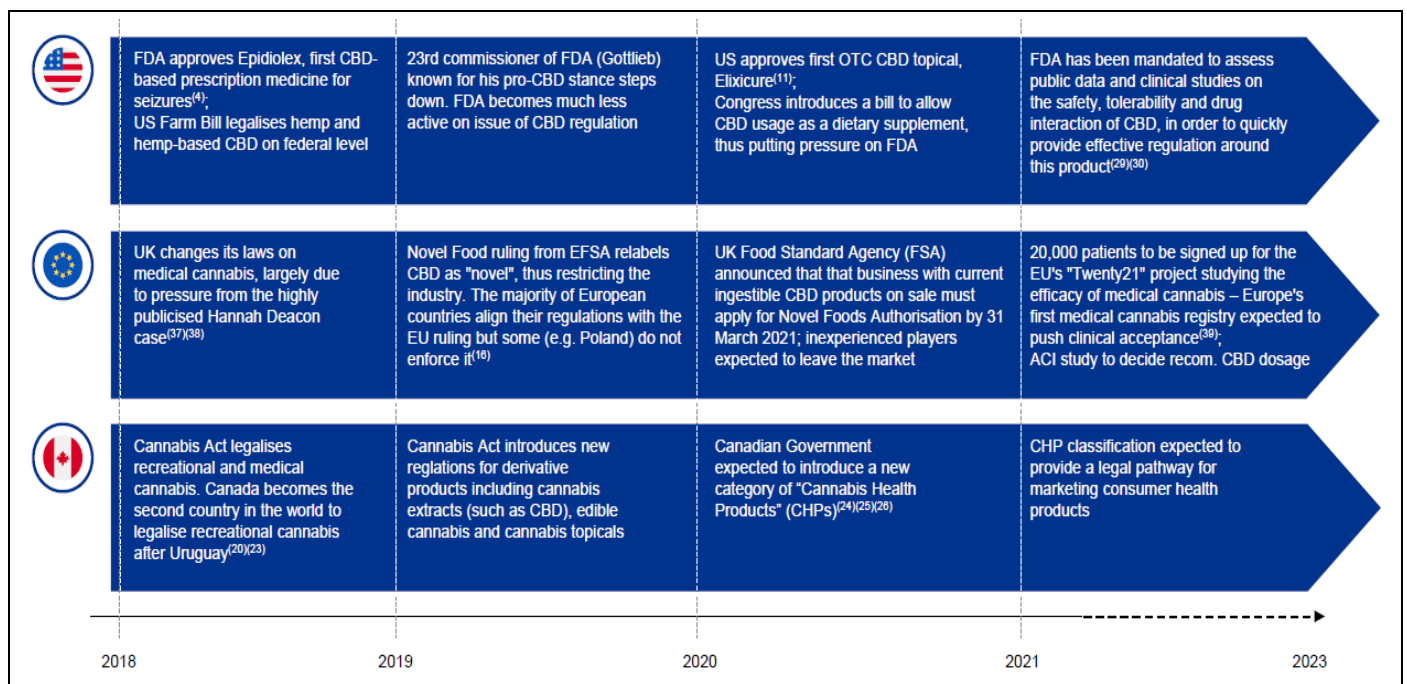 FDA approves Epidiolex, first CBD-
based prescription medicine for
seizures(4);
US Farm Bill legalises hemp and
hemp-based CBD on federal level
23rd commissioner of FDA (Gottlieb)
known for his pro-CBD stance steps
down. FDA becomes much less
active on issue of CBD regulation
US approves first OTC CBD topical,
Elixicure(11);
Congress introduces a bill to allow
CBD usage as a dietary supplement,
thus putting pressure on FDA
FDA has been mandated to assess
public data and clinical studies on
the safety, tolerability and drug
interaction of CBD, in order to quickly
provide effective regulation around
this product(29)(30)
UK changes its laws on
medical cannabis, largely due
to pressure from the highly
publicised Hannah Deacon
case(37)(38)
Novel Food ruling from EFSA relabels
CBD as "novel", thus restricting the
industry. The majority of European
countries align their regulations with the
EU ruling but some (e.g. Poland) do not
enforce it(16)
UK Food Standard Agency (FSA)
announced that that business with current
ingestible CBD products on sale must
apply for Novel Foods Authorisation by 31
March 2021; inexperienced players
expected to leave the market
20,000 patients to be signed up for the
EU's "Twenty21" project studying the
efficacy of medical cannabis – Europe's
first medical cannabis registry expected to
push clinical acceptance(39);
ACI study to decide recom. CBD dosage
Cannabis Act legalises
recreational and medical
cannabis. Canada becomes the
second country in the world to
legalise recreational cannabis
after Uruguay(20)(23)
Cannabis Act introduces new
reglations for derivative
products including cannabis
extracts (such as CBD), edible
cannabis and cannabis topicals
Canadian Government
expected to introduce a new
category of “Cannabis Health
Products” (CHPs)(24)(25)(26)
CHP classification expected to
provide a legal pathway for
marketing consumer health
products
2018
2019
2020
2021
2023